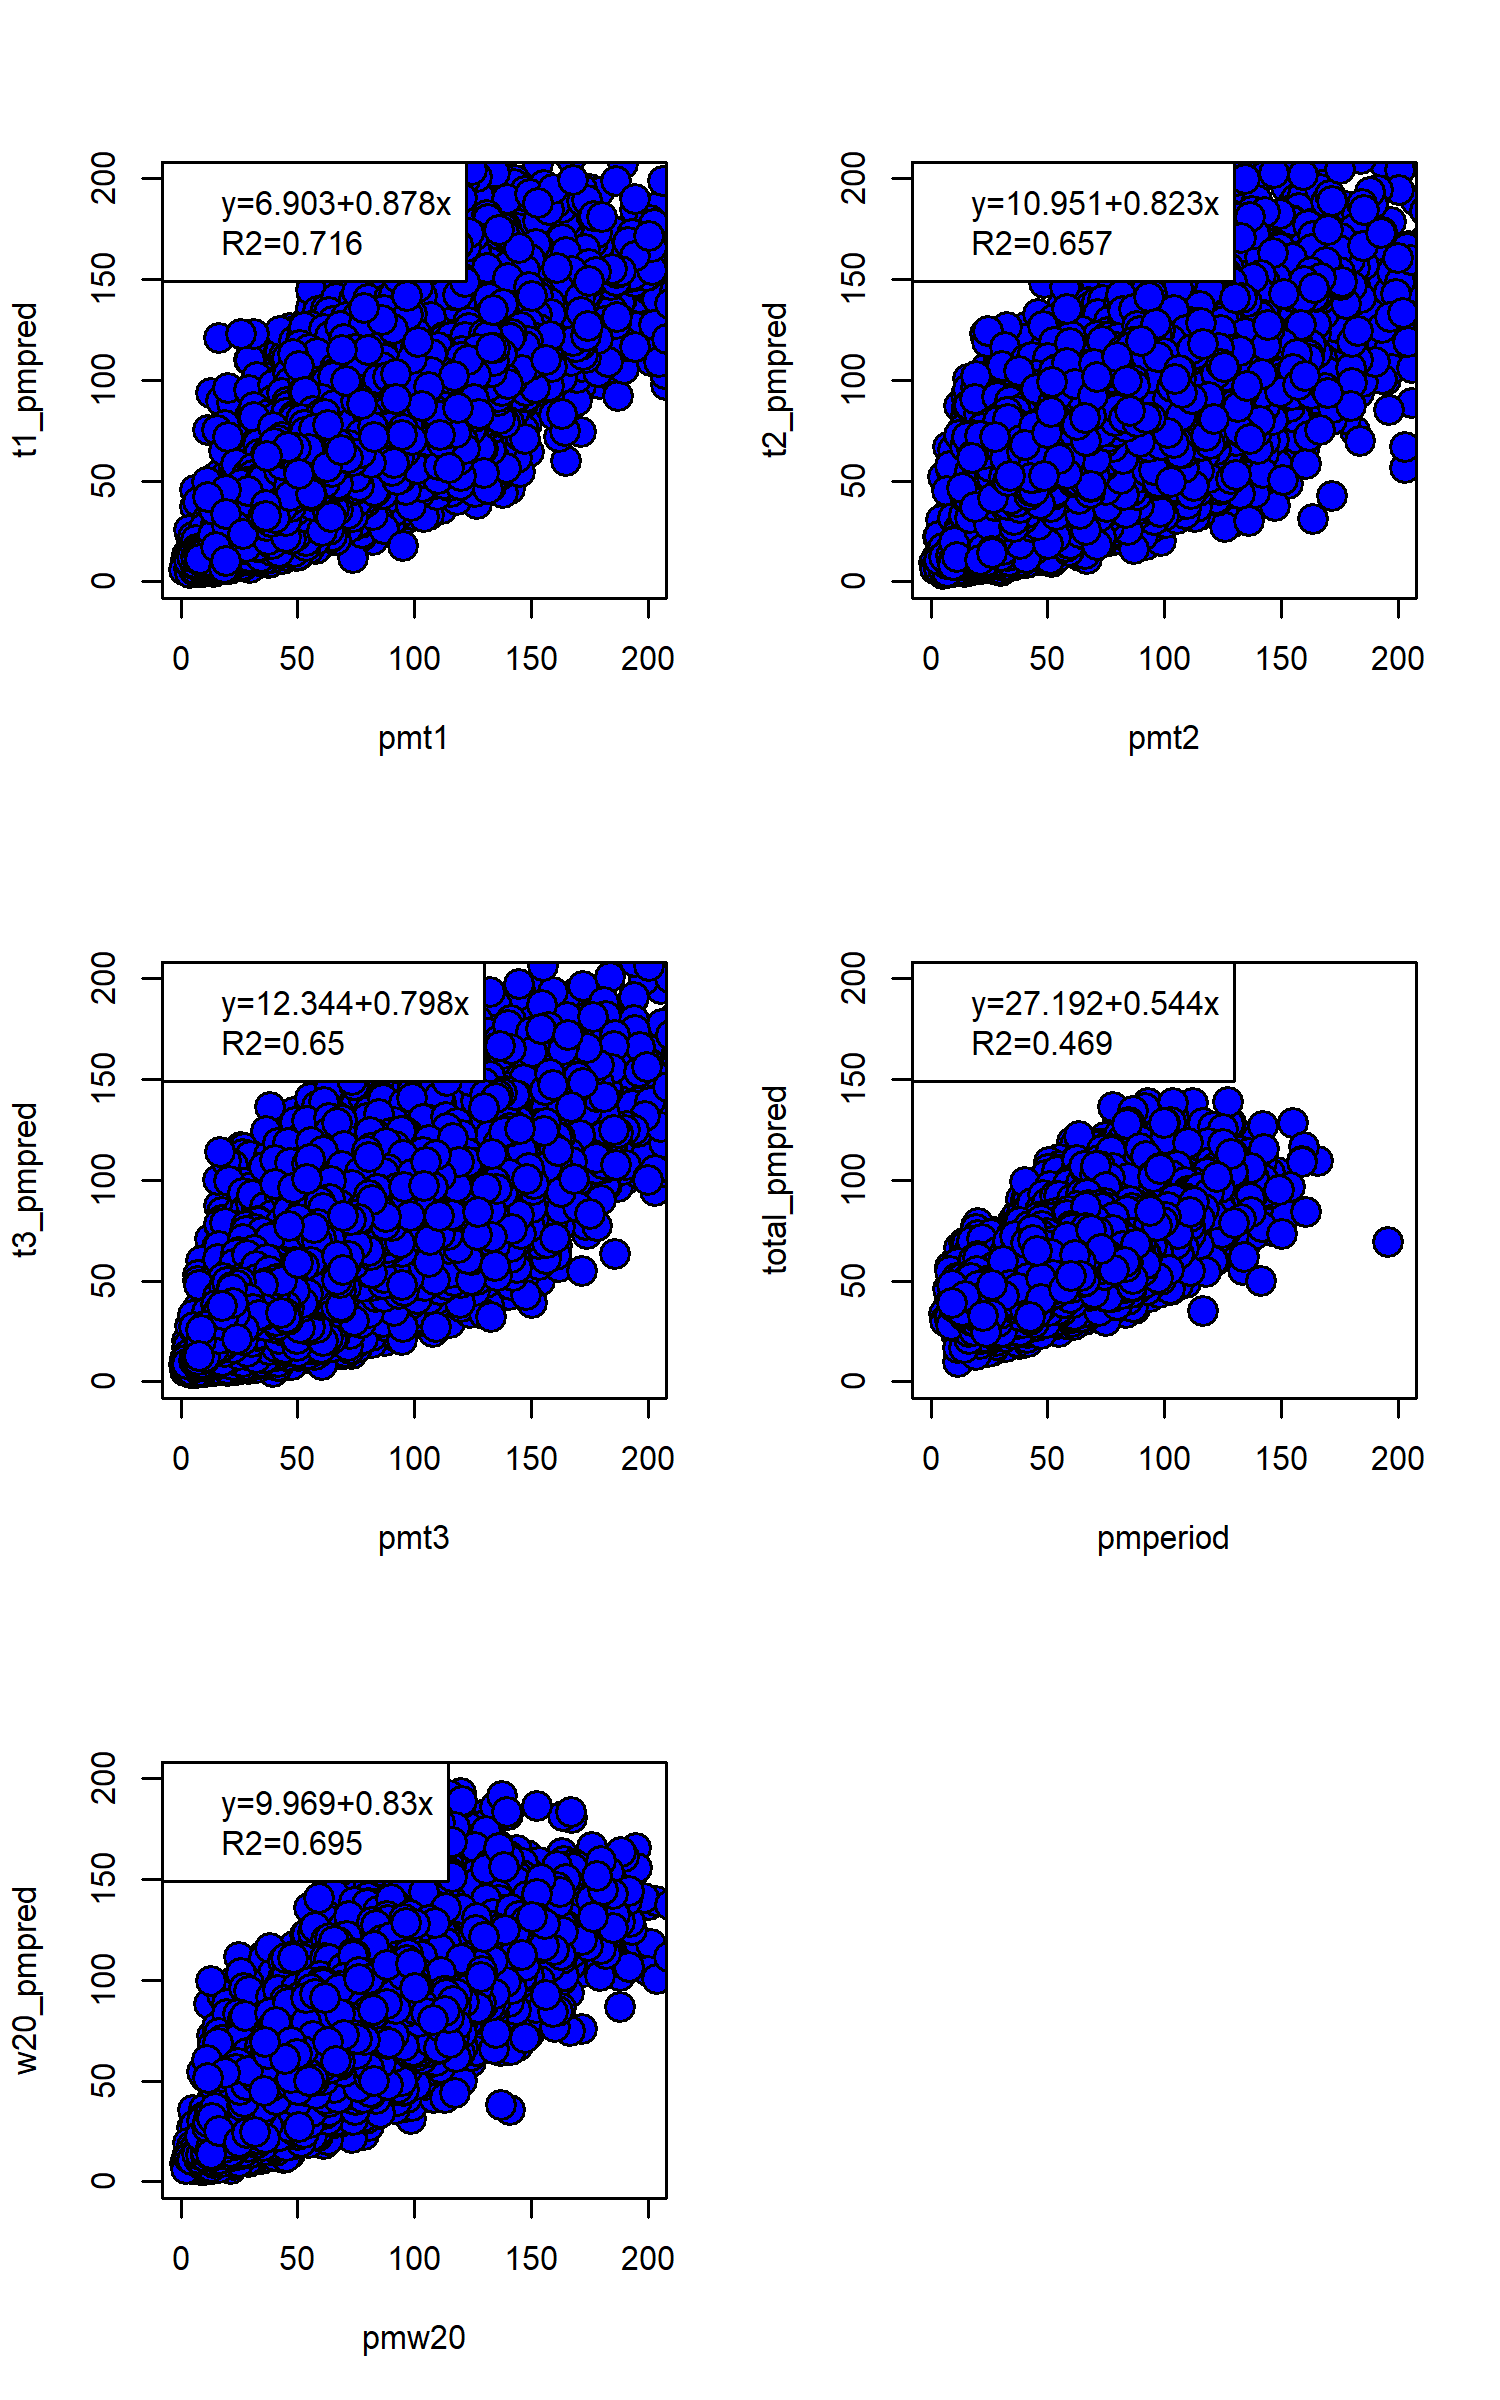 y=6.903+0.878x
R2=0.716
t1_pmpred
0
50
100
150
200
0 50 100 150 200
pmt1
y=10.951+0.823x
R2=0.657
t2_pmpred
0
50
100
150
200
0 50 100 150 200
pmt2
y=12.344+0.798x
R2=0.65
t3_pmpred
0
50
100
150
200
0 50 100 150 200
pmt3
y=27.192+0.544x
R2=0.469
total_pmpred
0
50
100
150
200
0 50 100 150 200
pmperiod
y=9.969+0.83x
R2=0.695
w20_pmpred
0
50
100
150
200
0 50 100 150 200
pmw20